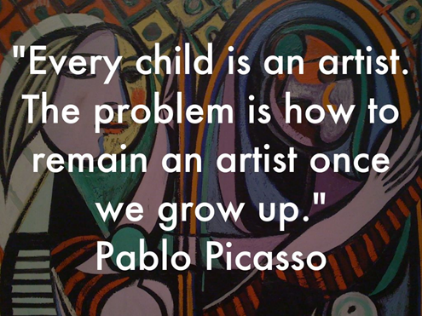 "Every child is an artist.
The problem is how to
remain an artist once
we grow up."
Pablo Picasso